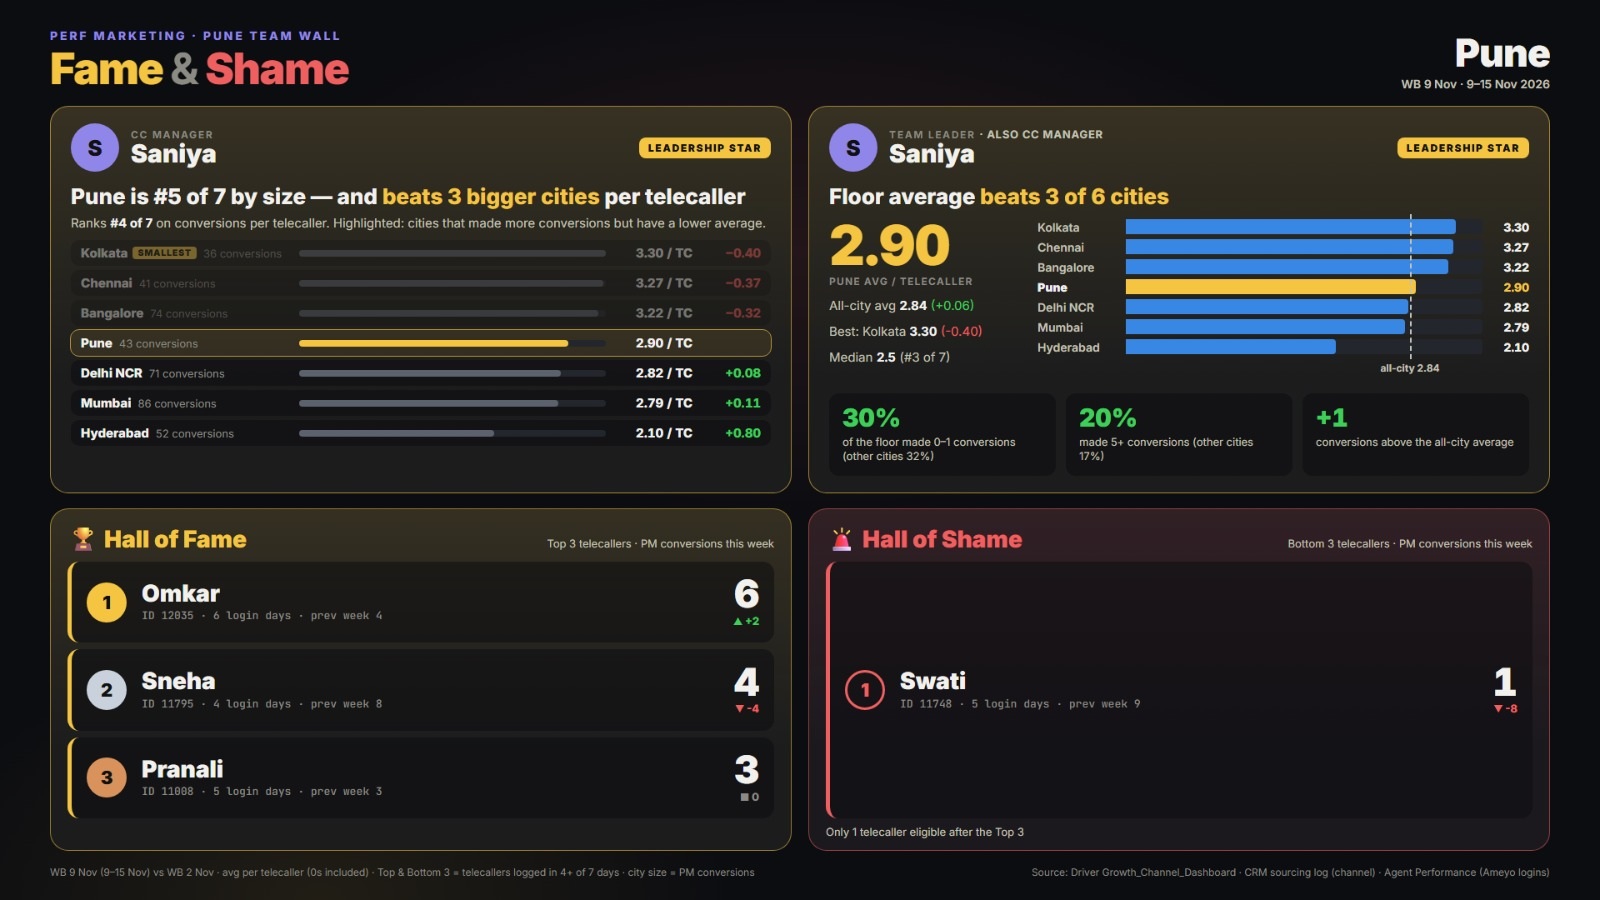 PERF MARKETING · PUNE TEAM WALL
Fame & Shame
Pune
WB 9 Nov · 9–15 Nov 2026
S
CC MANAGER
Saniya
LEADERSHIP STAR
Pune is #5 of 7 by size — and beats 3 bigger cities per telecaller
Ranks #4 of 7 on conversions per telecaller. Highlighted: cities that made more conversions but have a lower average.
Kolkata SMALLEST 36 conversions 3.30 / TC −0.40
Chennai 41 conversions 3.27 / TC −0.37
Bangalore 74 conversions 3.22 / TC −0.32
Pune 43 conversions 2.90 / TC
Delhi NCR 71 conversions 2.82 / TC +0.08
Mumbai 86 conversions 2.79 / TC +0.11
Hyderabad 52 conversions 2.10 / TC +0.80
S
TEAM LEADER · ALSO CC MANAGER
Saniya
LEADERSHIP STAR
Floor average beats 3 of 6 cities
2.90
PUNE AVG / TELECALLER
All-city avg 2.84 (+0.06)
Best: Kolkata 3.30 (-0.40)
Median 2.5 (#3 of 7)
Kolkata 3.30
Chennai 3.27
Bangalore 3.22
Pune 2.90
Delhi NCR 2.82
Mumbai 2.79
Hyderabad 2.10
all-city 2.84
30%
of the floor made 0–1 conversions
(other cities 32%)
20%
made 5+ conversions (other cities
17%)
+1
conversions above the all-city average
Hall of Fame
Top 3 telecallers · PM conversions this week
1
Omkar
ID 12035 · 6 login days · prev week 4
6
▲ +2
2
Sneha
ID 11795 · 4 login days · prev week 8
4
▼ -4
3
Pranali
ID 11008 · 5 login days · prev week 3
3
■ 0
Hall of Shame
Bottom 3 telecallers · PM conversions this week
1
Swati
ID 11748 · 5 login days · prev week 9
1
▼ -8
Only 1 telecaller eligible after the Top 3
WB 9 Nov (9–15 Nov) vs WB 2 Nov · avg per telecaller (0s included) · Top & Bottom 3 = telecallers logged in 4+ of 7 days · city size = PM conversions
Source: Driver Growth_Channel_Dashboard · CRM sourcing log (channel) · Agent Performance (Ameyo logins)